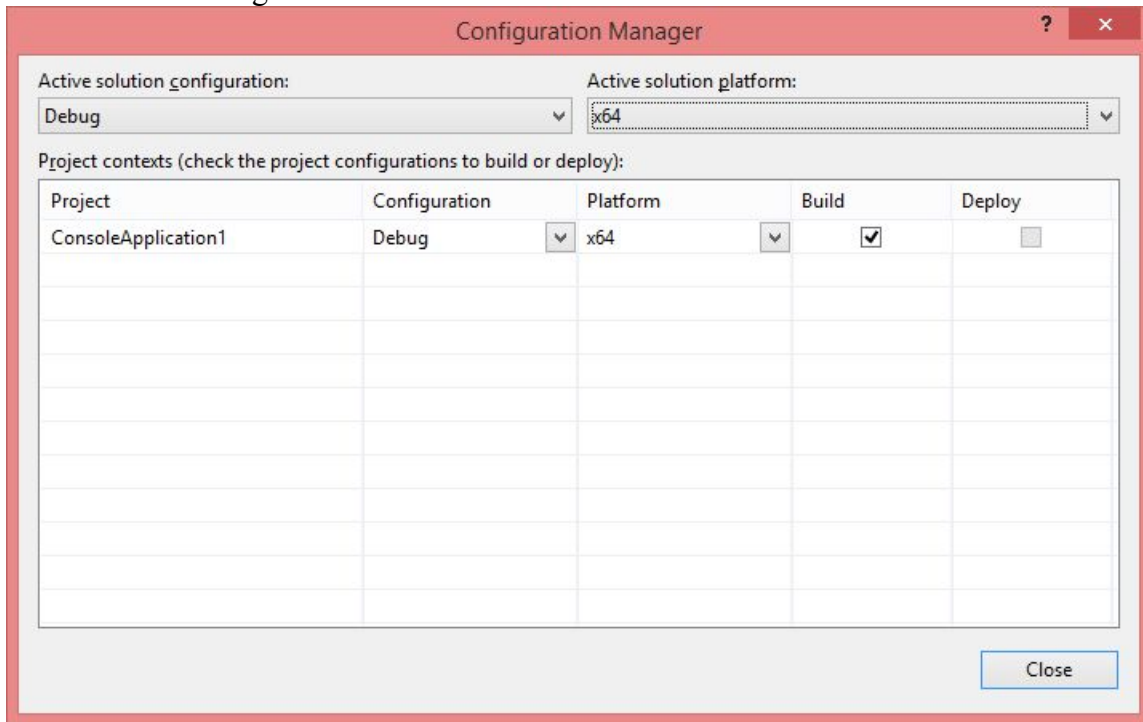 Configuration Manager
?
Active solution configuration:
Active solution platform:
Debug
x64
Project contexts (check the project configurations to build or deploy):
Project Configuration Platform Build Deploy
ConsoleApplication1 Debug x64
Close